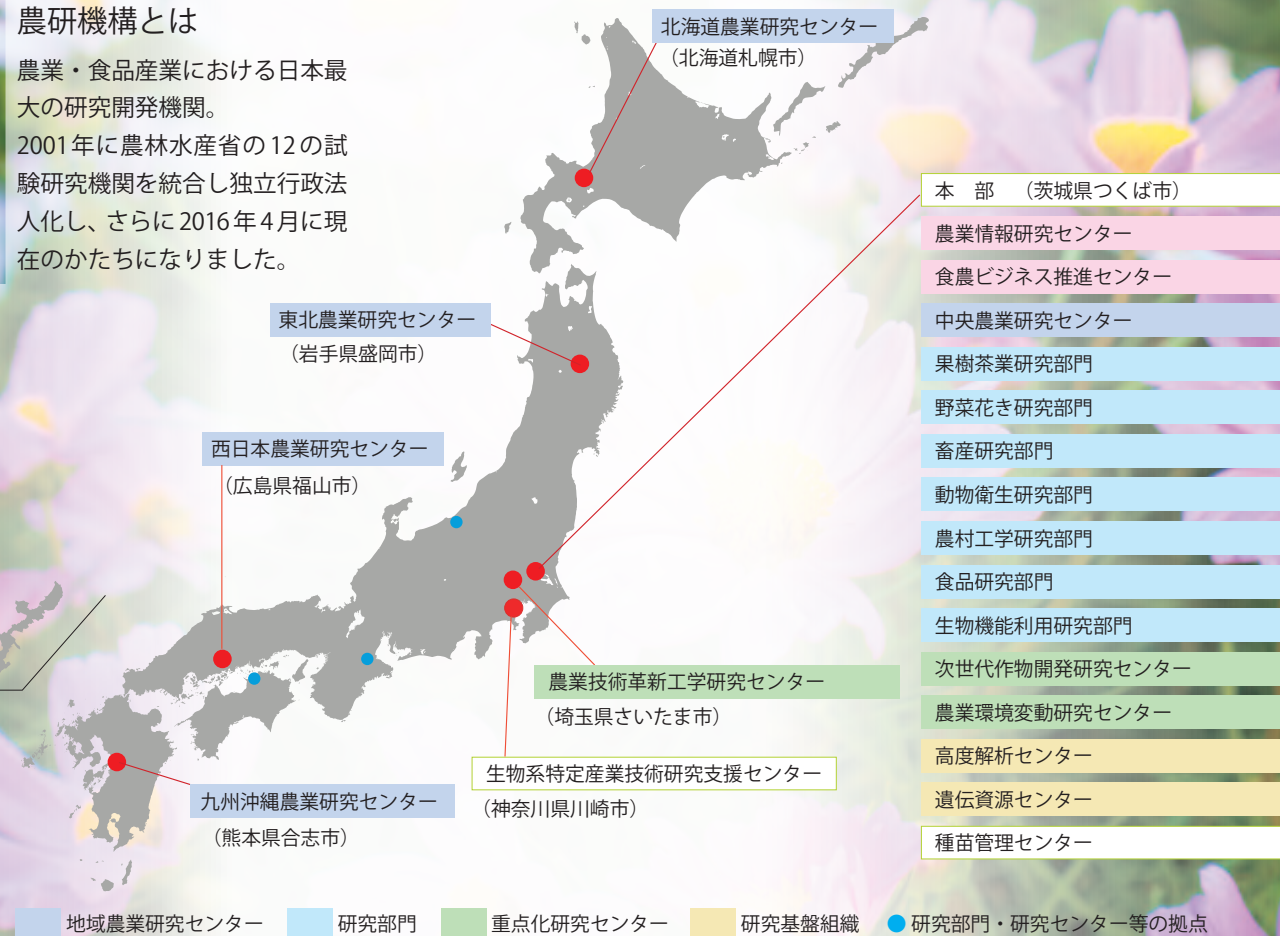 農研機構とは
農業・食品産業における日本最
大の研究開発機関。
2001年に農林水産省の12の試
験研究機関を統合し独立行政法
人化し、さらに2016年4月に現
在のかたちになりました。
北海道農業研究センター
（北海道札幌市）
東北農業研究センター
（岩手県盛岡市）
西日本農業研究センター
（広島県福山市）
農業技術革新工学研究センター
（埼玉県さいたま市）
生物系特定産業技術研究支援センター
（神奈川県川崎市）
九州沖縄農業研究センター
（熊本県合志市）
本　部　（茨城県つくば市）
農業情報研究センター
食農ビジネス推進センター
中央農業研究センター
果樹茶業研究部門
野菜花き研究部門
畜産研究部門
動物衛生研究部門
農村工学研究部門
食品研究部門
生物機能利用研究部門
次世代作物開発研究センター
農業環境変動研究センター
高度解析センター
遺伝資源センター
種苗管理センター
地域農業研究センター　研究部門　重点化研究センター　研究基盤組織　研究部門・研究センター等の拠点